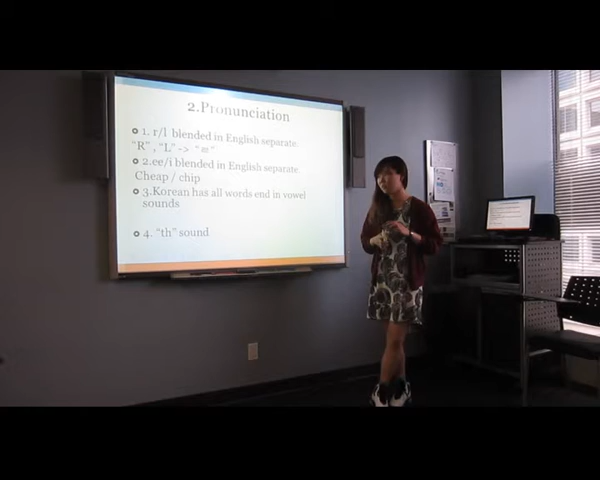 2.Pronunciation
1. r/l blended in English separate
"R" , "L" -> "ㄹ"
2.ee/i blended in English separate
Cheap / chip
3.Korean has all words end in vowel
sounds
4. "th" sound